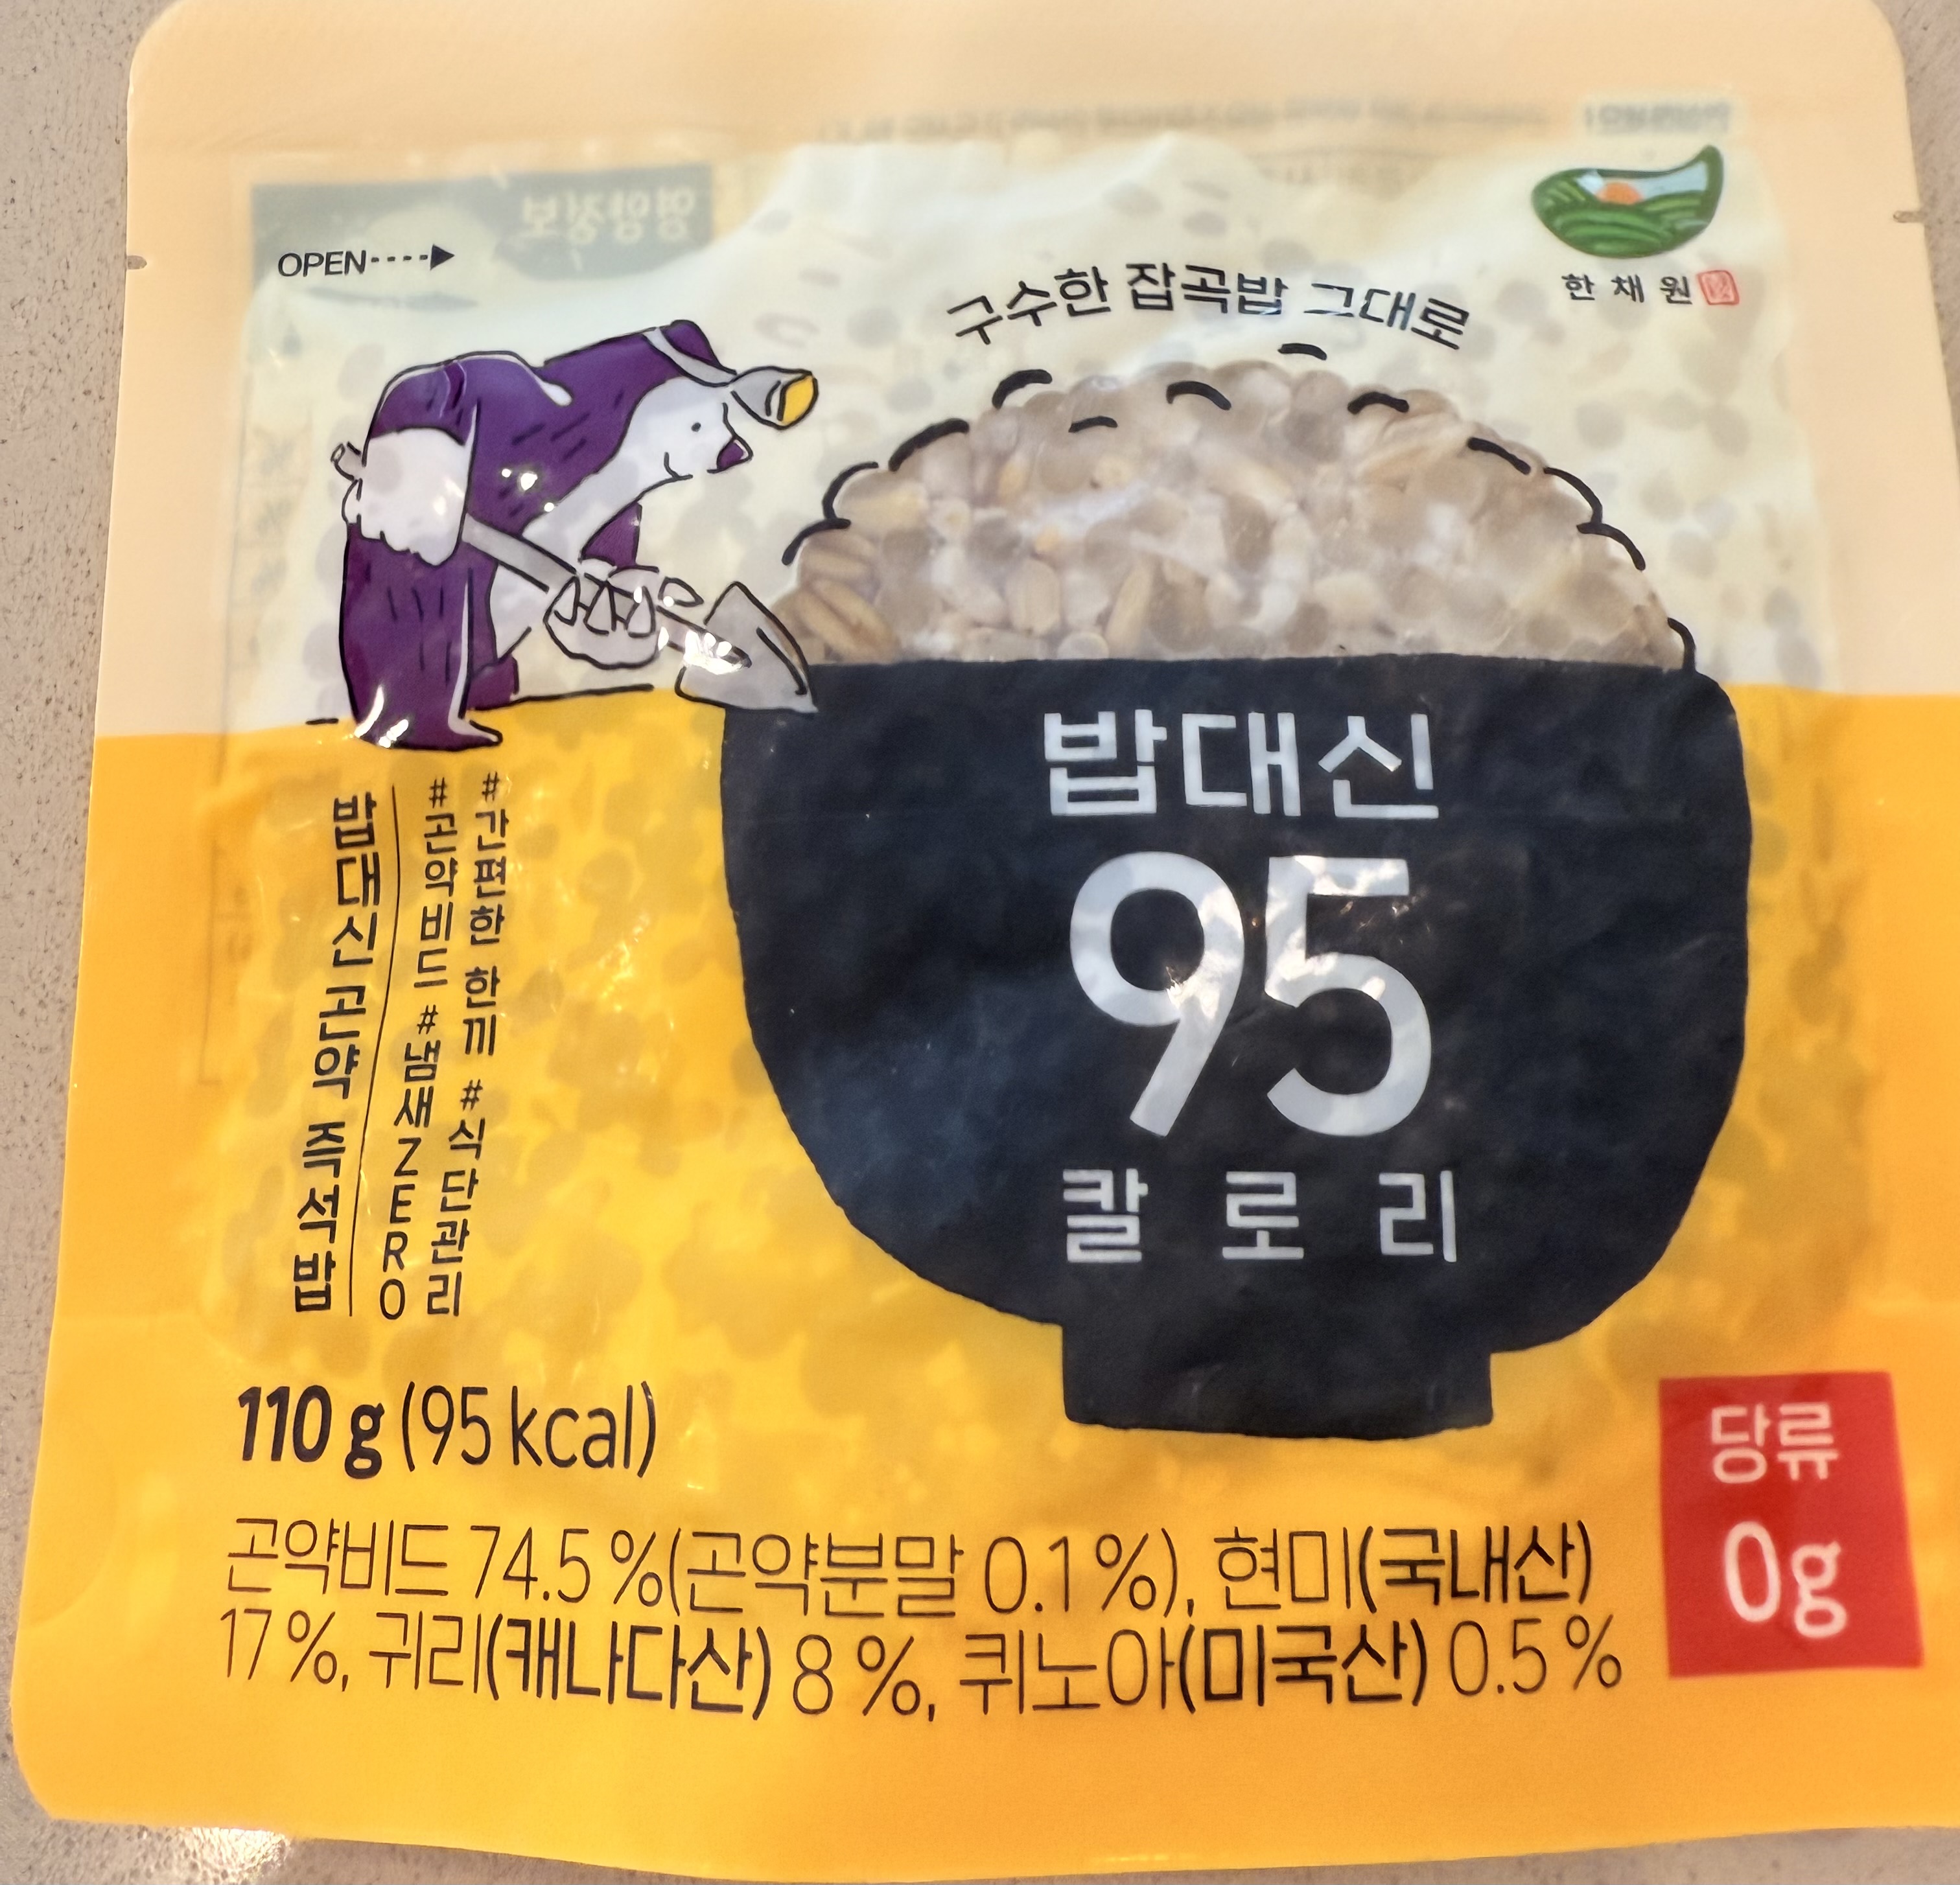 OPEN
한채원
구수한 잡곡밥 그대로
밥대신
95
칼로리
#간편한 한끼 #식단관리
#곤약비드 #냄새ZERO
밥대신 곤약 즉석밥
110 g (95 kcal)
당류
0g
곤약비드 74.5 %(곤약분말 0.1 %), 현미(국내산)
17 %, 귀리(캐나다산) 8 %, 퀴노아(미국산) 0.5 %
영양정보